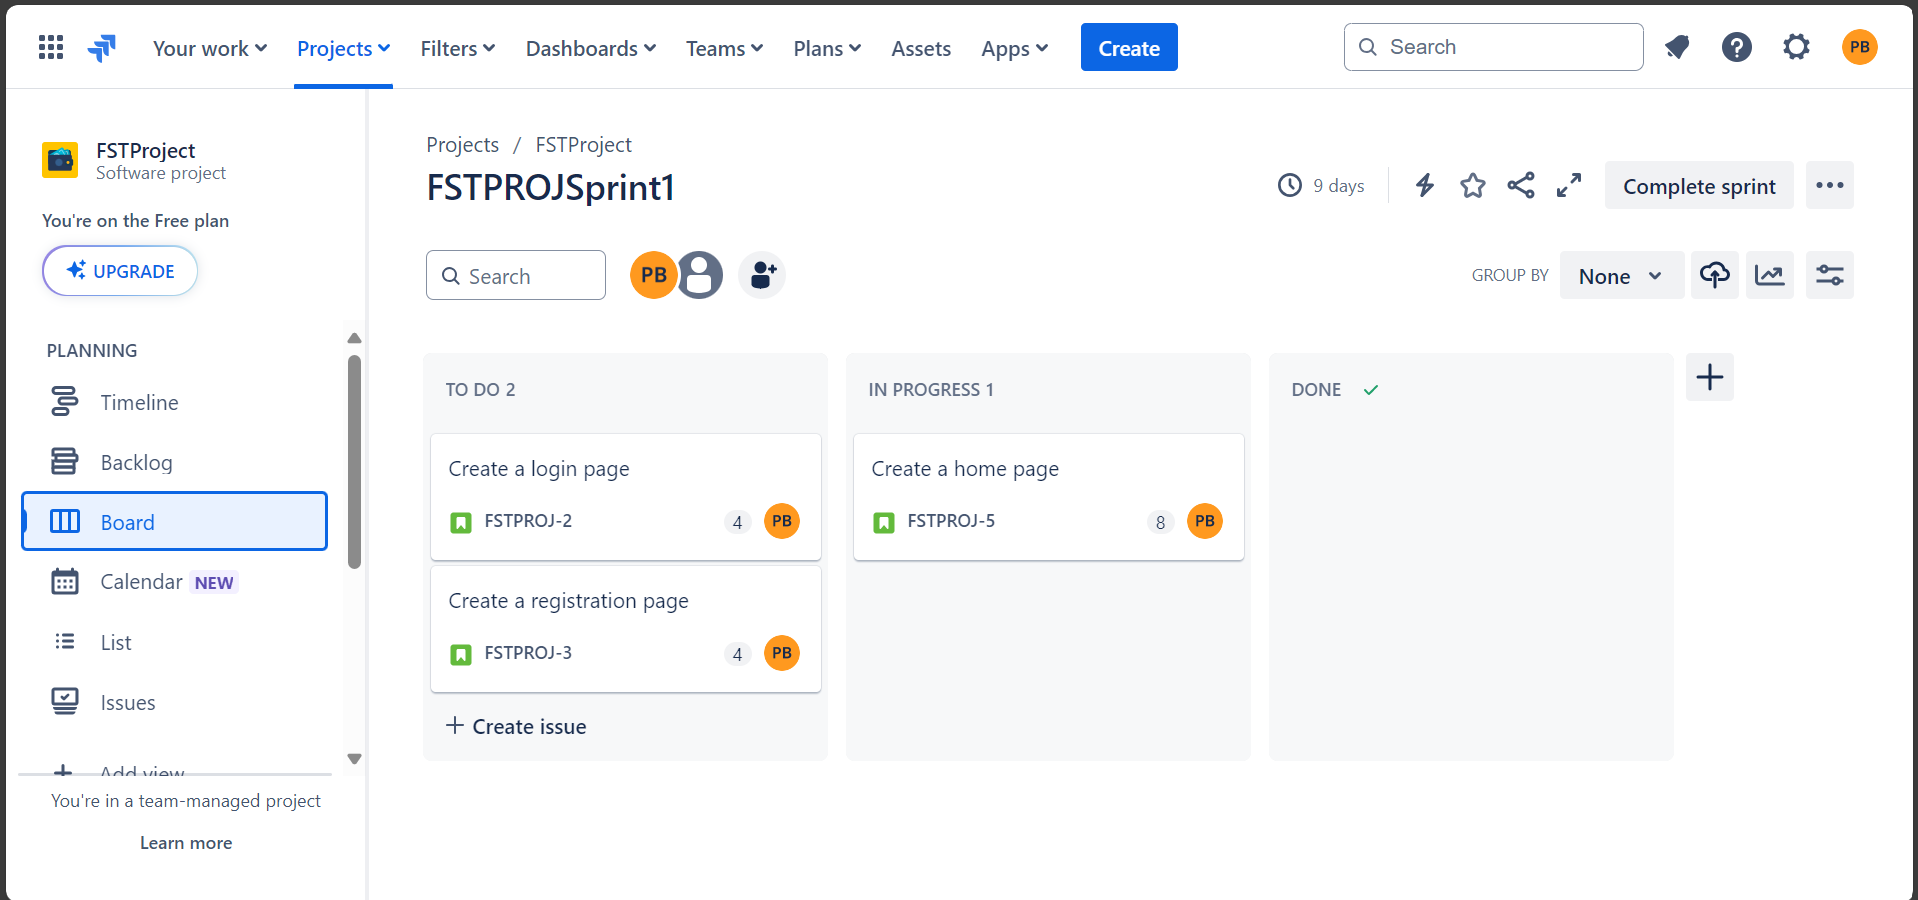 Your work Projects Filters Dashboards Teams Plans Assets Apps Create Search PB
FSTProject
Software project
You're on the Free plan
UPGRADE
PLANNING
Timeline
Backlog
Board
Calendar NEW
List
Issues
Add view
You're in a team-managed project
Learn more
Projects / FSTProject
FSTPROJSprint1
9 days
Complete sprint
Search
PB
GROUP BY
None
TO DO 2
Create a login page
FSTPROJ-2 4 PB
Create a registration page
FSTPROJ-3 4 PB
+ Create issue
IN PROGRESS 1
Create a home page
FSTPROJ-5 8 PB
DONE